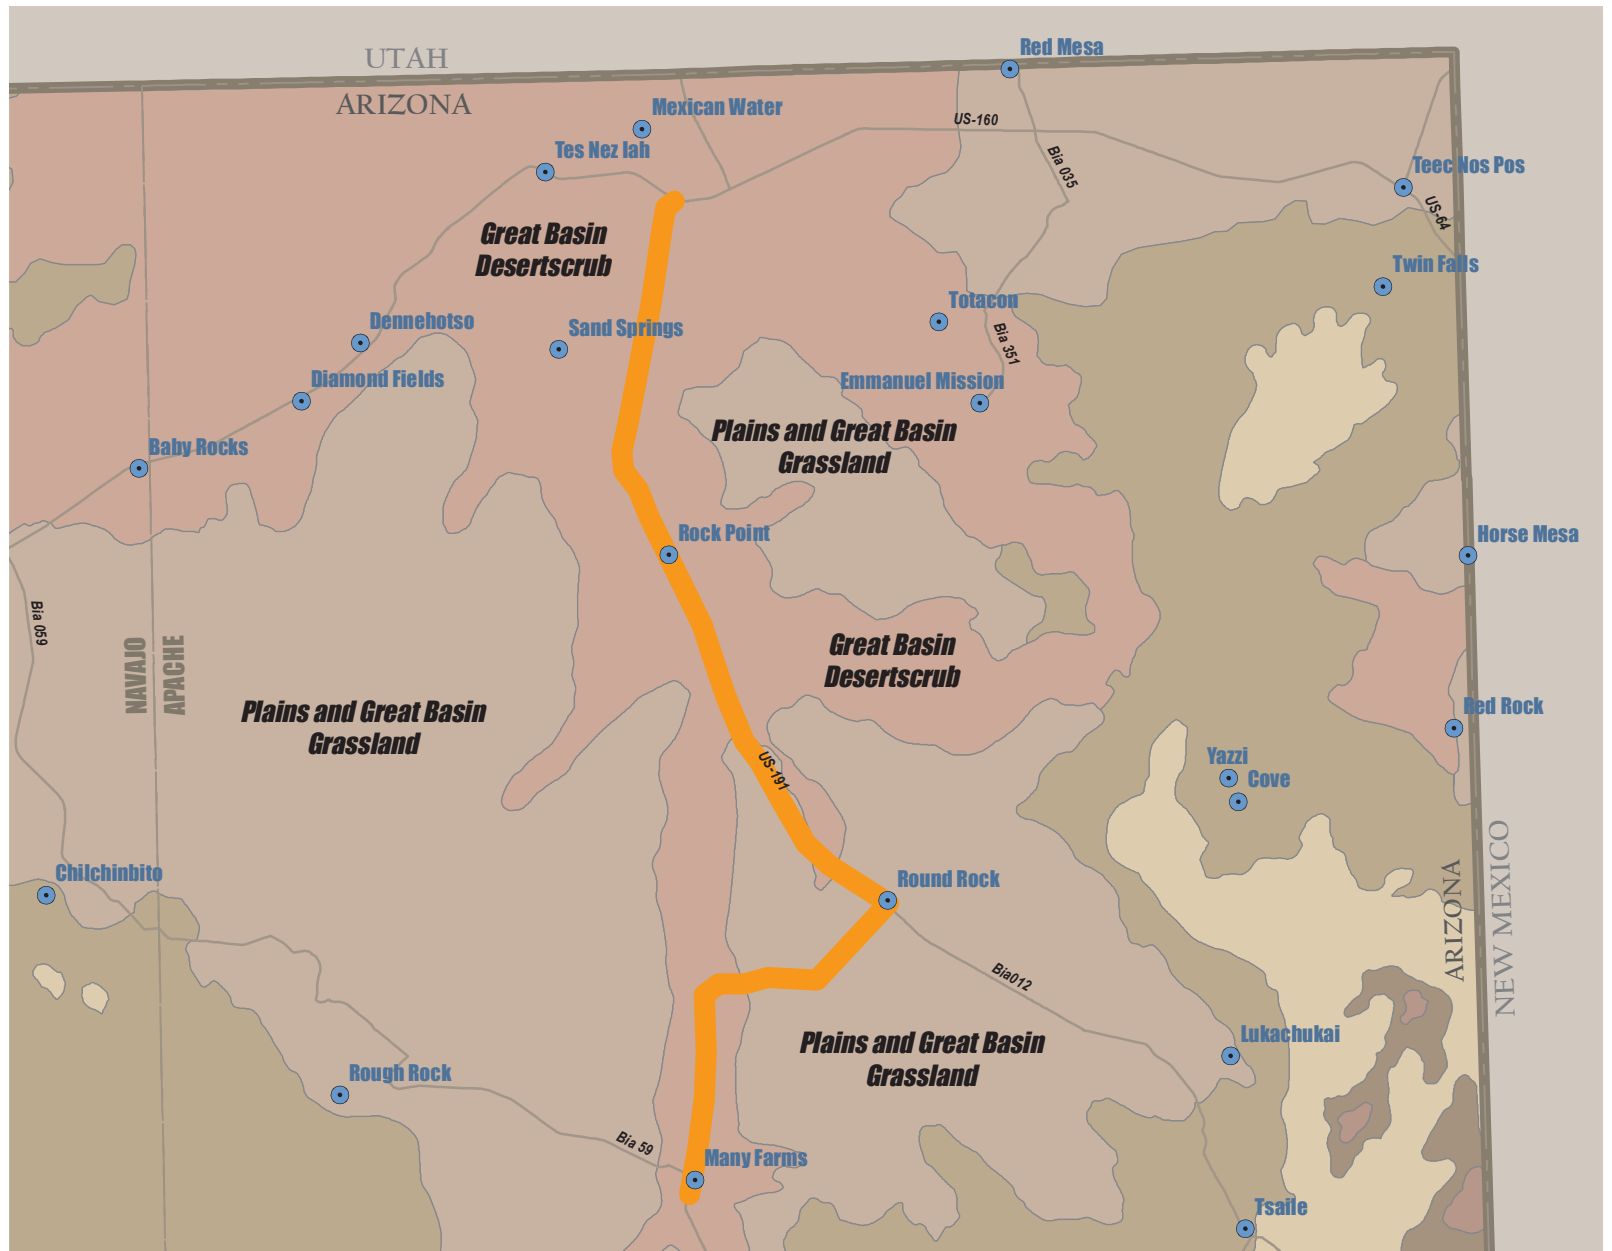 UTAH
Red Mesa
ARIZONA
Mexican Water
US-160
Tes Nez Iah
Bia 035
Teec Nos Pos
US-64
Great Basin
Desertscrub
Twin Falls
Totacon
Dennehotso
Sand Springs
Bia 351
Diamond Fields
Emmanuel Mission
Plains and Great Basin
Grassland
Baby Rocks
Rock Point
Horse Mesa
Bia 059
NAVAJO
APACHE
Great Basin
Desertscrub
Plains and Great Basin
Grassland
Red Rock
Yazzi
Cove
US-191
Chilchinbito
Round Rock
ARIZONA
NEW MEXICO
Bia012
Lukachukai
Plains and Great Basin
Grassland
Rough Rock
Bia 59
Many Farms
Tsaile